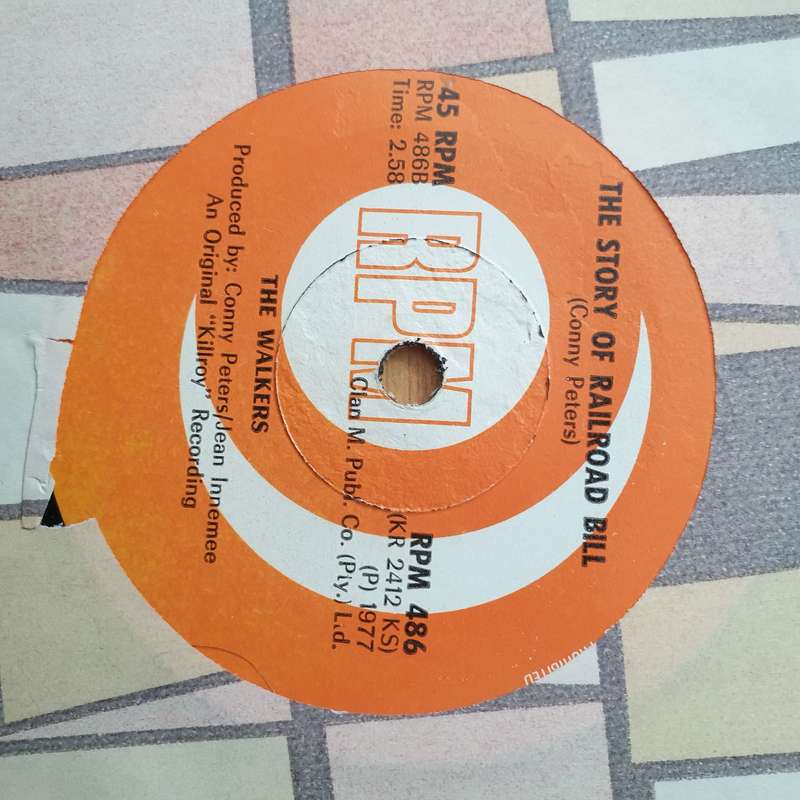 THE STORY OF RAILROAD BILL
(Conny Peters)
45 RPM
RPM 486B
Time: 2.58
RPM
RPM 486
(KR 2412 KS)
(P) 1977
Clan M. Publ. Co. (Pty.) Ltd.
THE WALKERS
Produced by: Conny Peters/Jean Innemee
An Original "Killroy" Recording